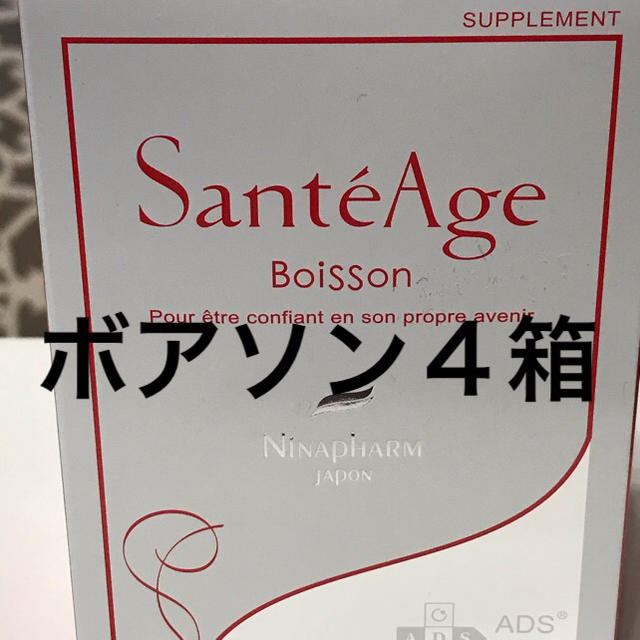 SUPPLEMENT
SantéAge
Boisson
Pour être confiant en son propre avenir
ボアソン4箱
NINAPHARM
JAPON
ADS®
ADS